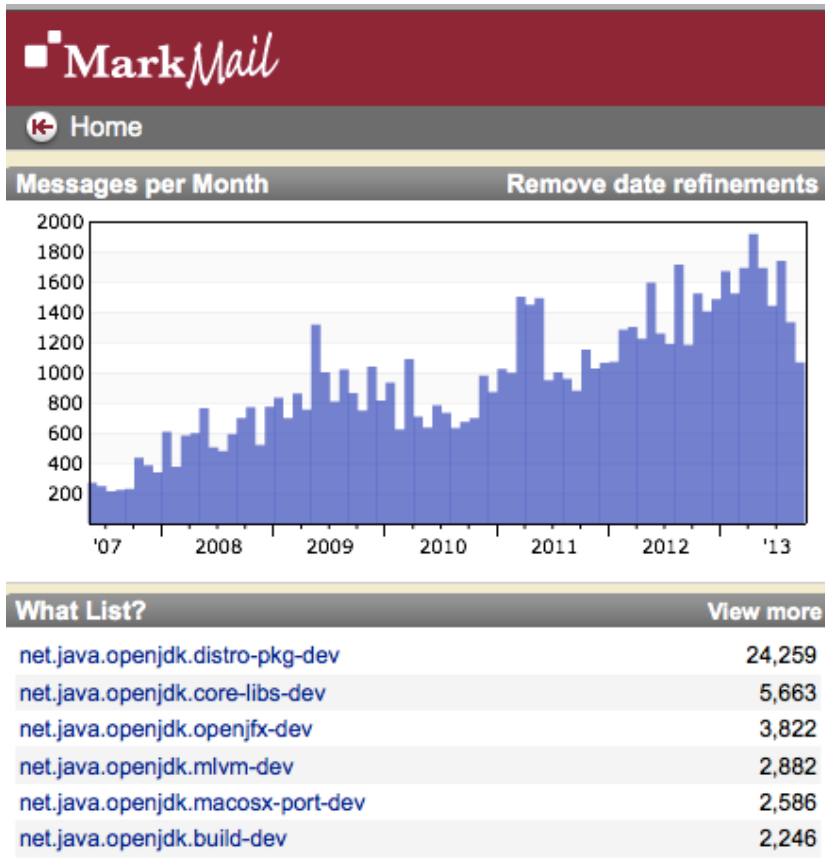 MarkMail
Home
Messages per Month Remove date refinements
2000
1800
1600
1400
1200
1000
800
600
400
200
'07 2008 2009 2010 2011 2012 '13
What List? View more
net.java.openjdk.distro-pkg-dev 24,259
net.java.openjdk.core-libs-dev 5,663
net.java.openjdk.openjfx-dev 3,822
net.java.openjdk.mlvm-dev 2,882
net.java.openjdk.macosx-port-dev 2,586
net.java.openjdk.build-dev 2,246